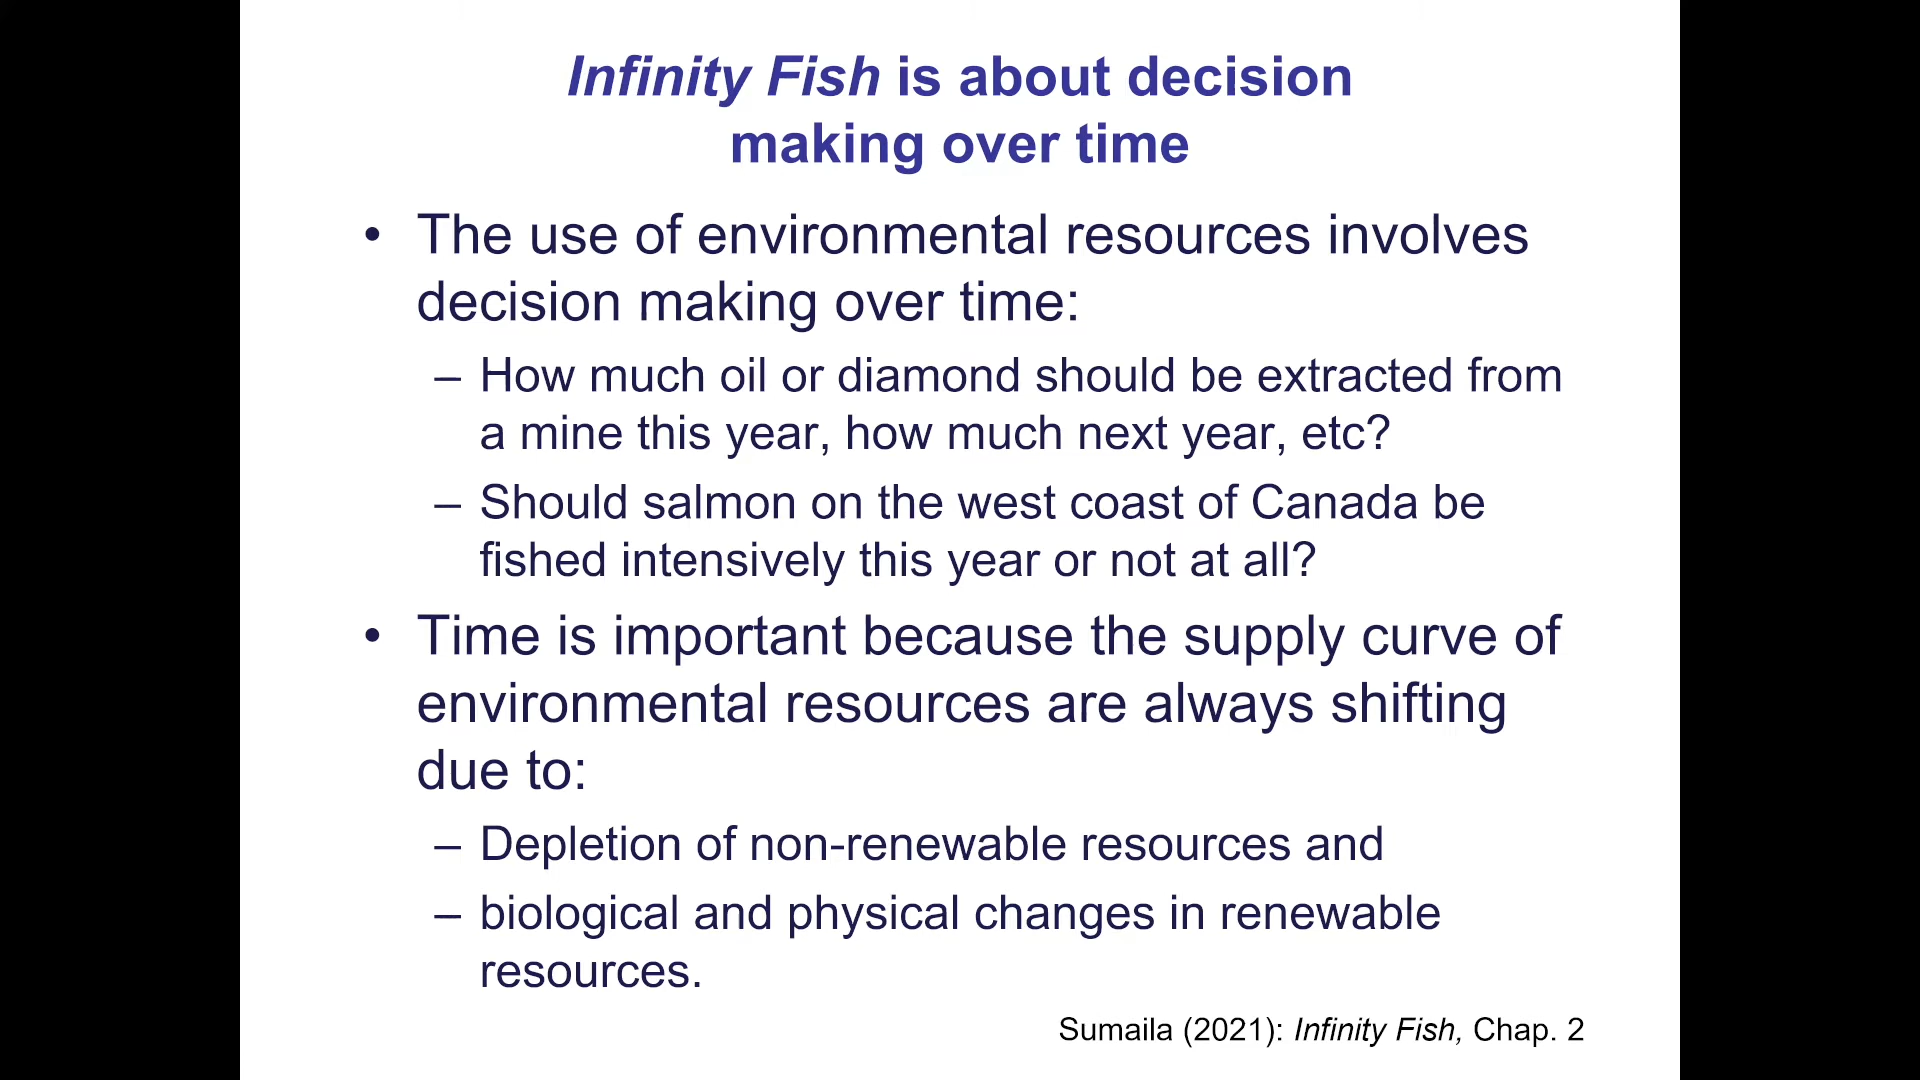 Infinity Fish is about decision
making over time
• The use of environmental resources involves
decision making over time:
– How much oil or diamond should be extracted from
a mine this year, how much next year, etc?
– Should salmon on the west coast of Canada be
fished intensively this year or not at all?
• Time is important because the supply curve of
environmental resources are always shifting
due to:
– Depletion of non-renewable resources and
– biological and physical changes in renewable
resources.
Sumaila (2021): Infinity Fish, Chap. 2